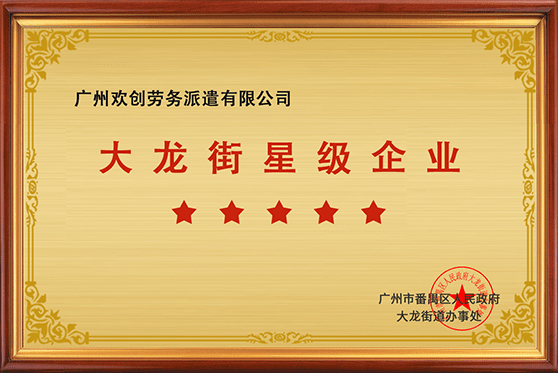 广州欢创劳务派遣有限公司
大龙街星级企业
广州市番禺区人民政府
大龙街道办事处